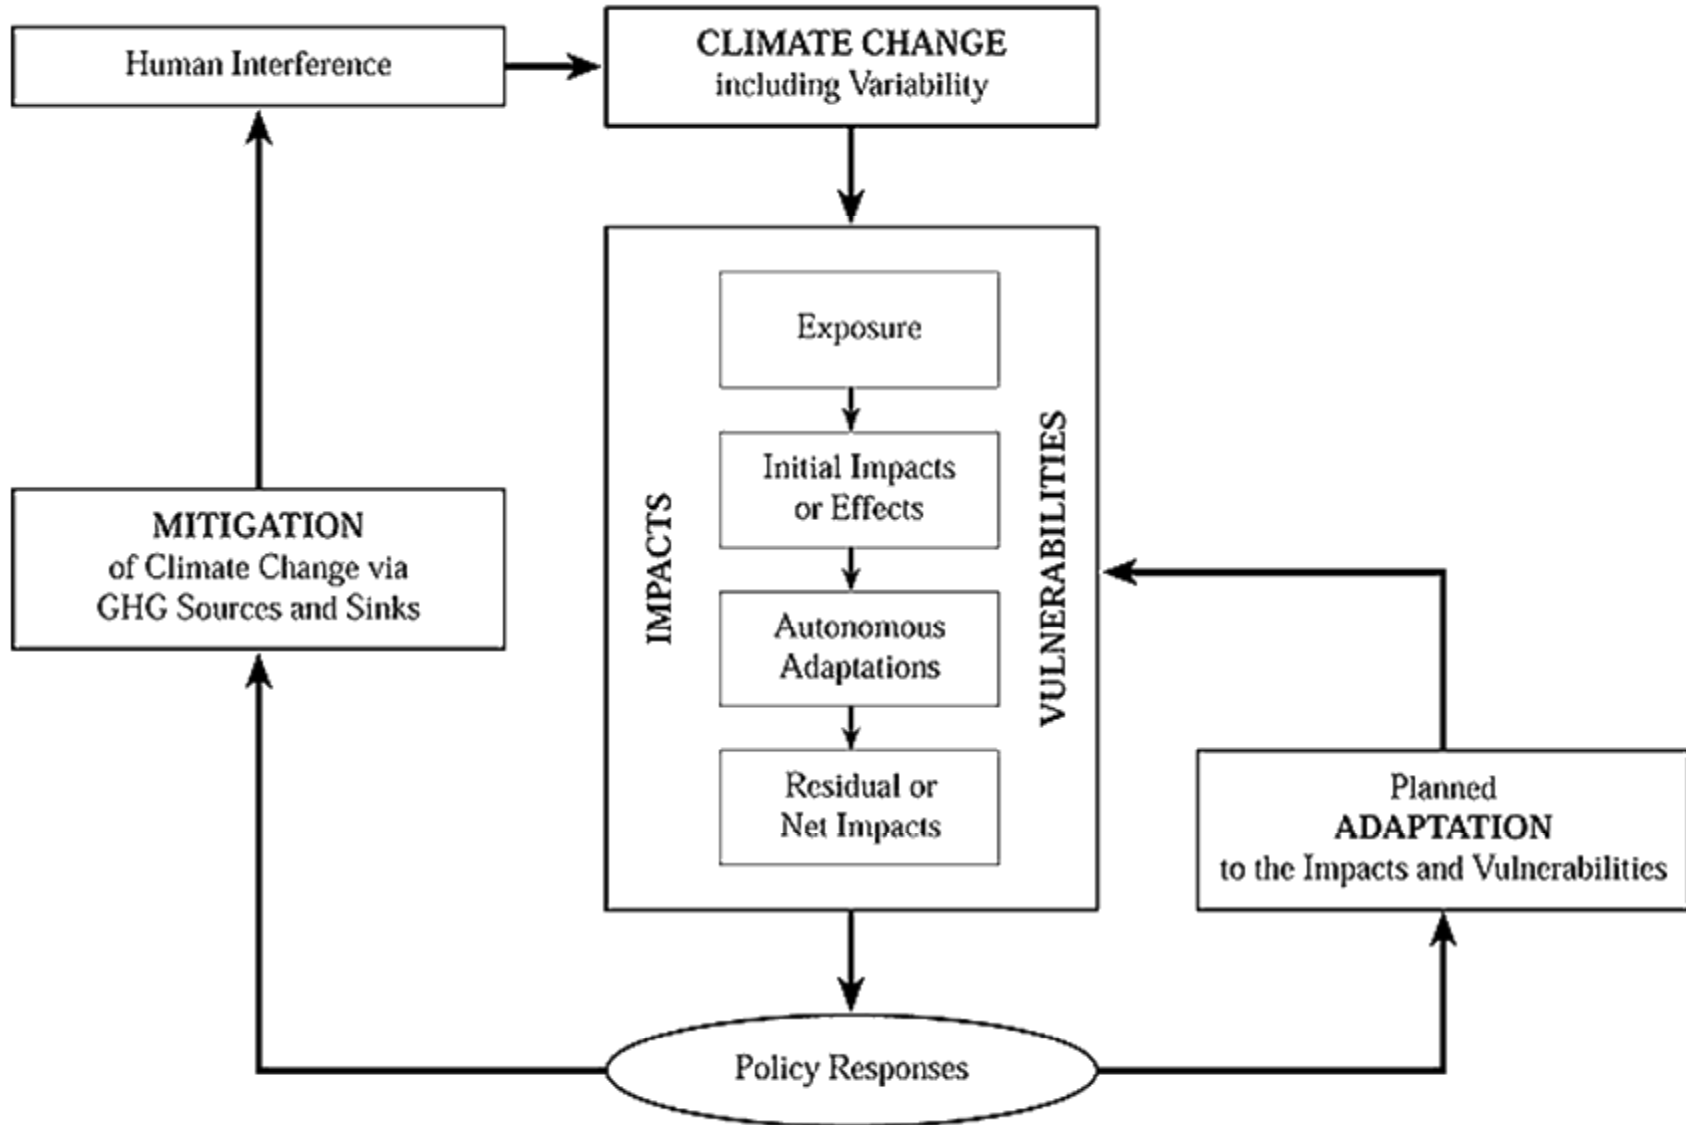 Human Interference
CLIMATE CHANGE
including Variability
Exposure
Initial Impacts
or Effects
IMPACTS
VULNERABILITIES
Autonomous
Adaptations
MITIGATION
of Climate Change via
GHG Sources and Sinks
Residual or
Net Impacts
Planned
ADAPTATION
to the Impacts and Vulnerabilities
Policy Responses